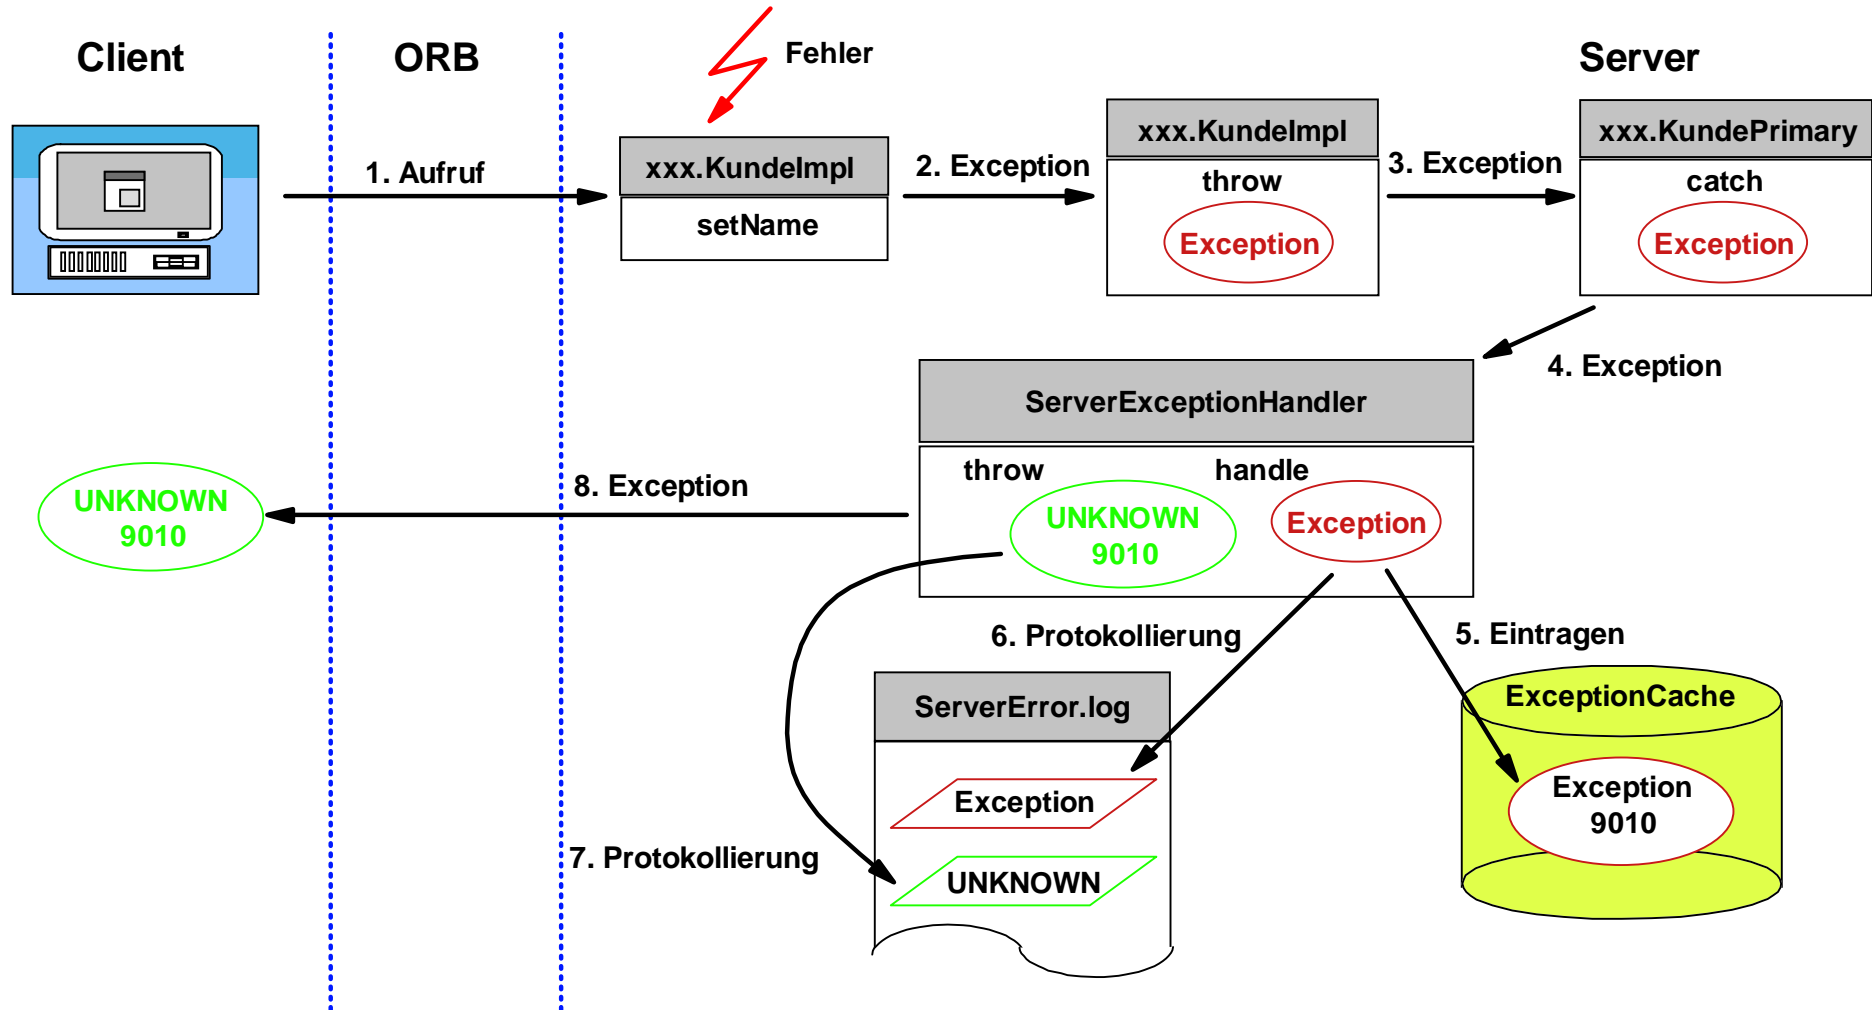 Client
ORB
Fehler
Server
1. Aufruf
xxx.KundeImpl
setName
2. Exception
xxx.KundeImpl
throw
Exception
3. Exception
xxx.KundePrimary
catch
Exception
4. Exception
ServerExceptionHandler
throw
handle
UNKNOWN
9010
Exception
8. Exception
UNKNOWN
9010
6. Protokollierung
5. Eintragen
ServerError.log
Exception
UNKNOWN
7. Protokollierung
ExceptionCache
Exception
9010